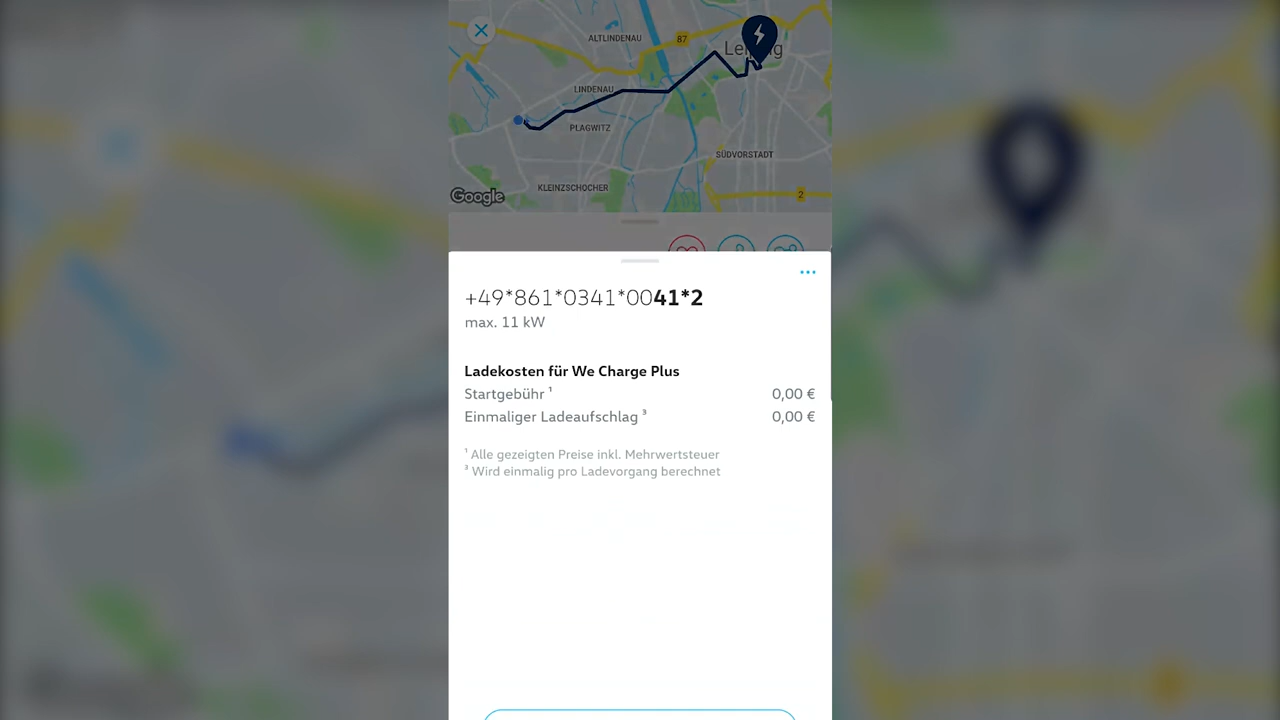 ALTLINDENAU
87
Leipzig
LINDENAU
PLAGWITZ
SÜDVORSTADT
KLEINZSCHOCHER
2
Google
+49*861*0341*0041*2
max. 11 kW
Ladekosten für We Charge Plus
Startgebühr ¹ 0,00 €
Einmaliger Ladeaufschlag ³ 0,00 €
¹ Alle gezeigten Preise inkl. Mehrwertsteuer
³ Wird einmalig pro Ladevorgang berechnet